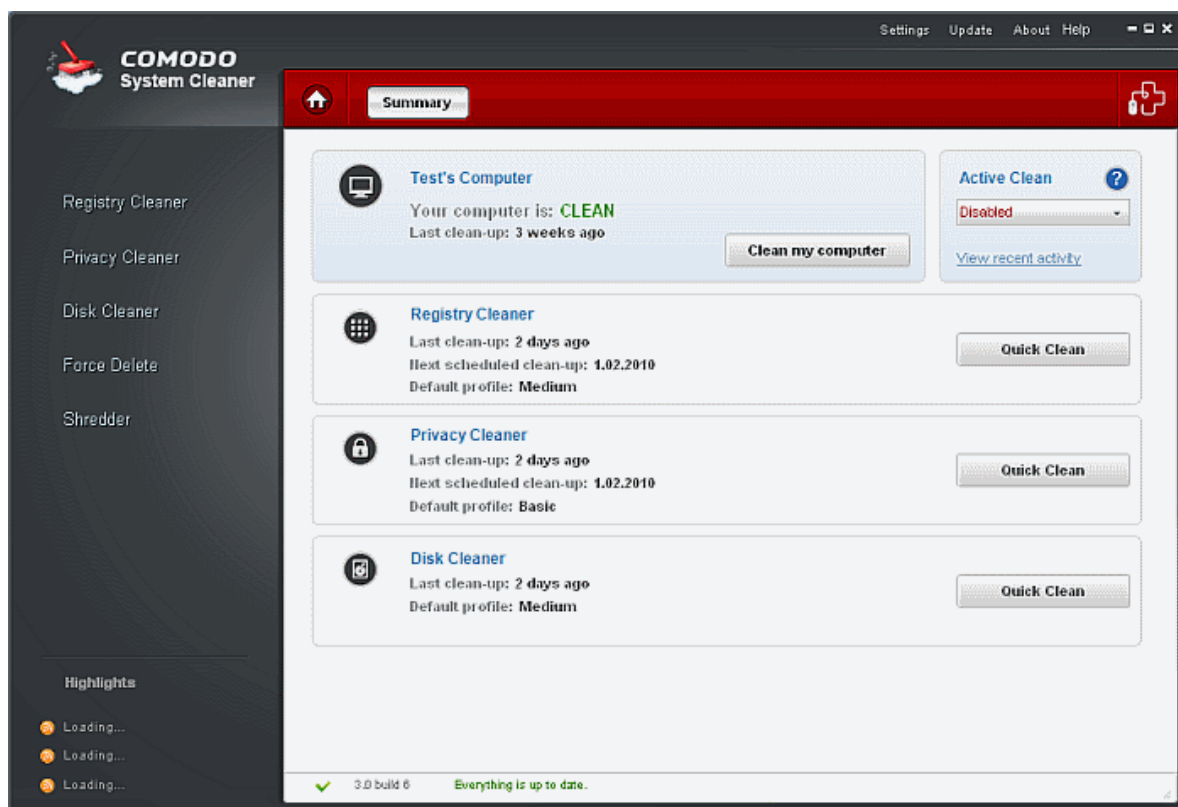 Settings Update About Help
COMODO
System Cleaner
Summary
Registry Cleaner
Privacy Cleaner
Disk Cleaner
Force Delete
Shredder
Test's Computer
Your computer is: CLEAN
Last clean-up: 3 weeks ago
Clean my computer
Active Clean ?
Disabled
View recent activity
Registry Cleaner
Last clean-up: 2 days ago
Next scheduled clean-up: 1.02.2010
Default profile: Medium
Quick Clean
Privacy Cleaner
Last clean-up: 2 days ago
Next scheduled clean-up: 1.02.2010
Default profile: Basic
Quick Clean
Disk Cleaner
Last clean-up: 2 days ago
Default profile: Medium
Quick Clean
Highlights
Loading...
Loading...
Loading...
3.0 build 6 Everything is up to date.